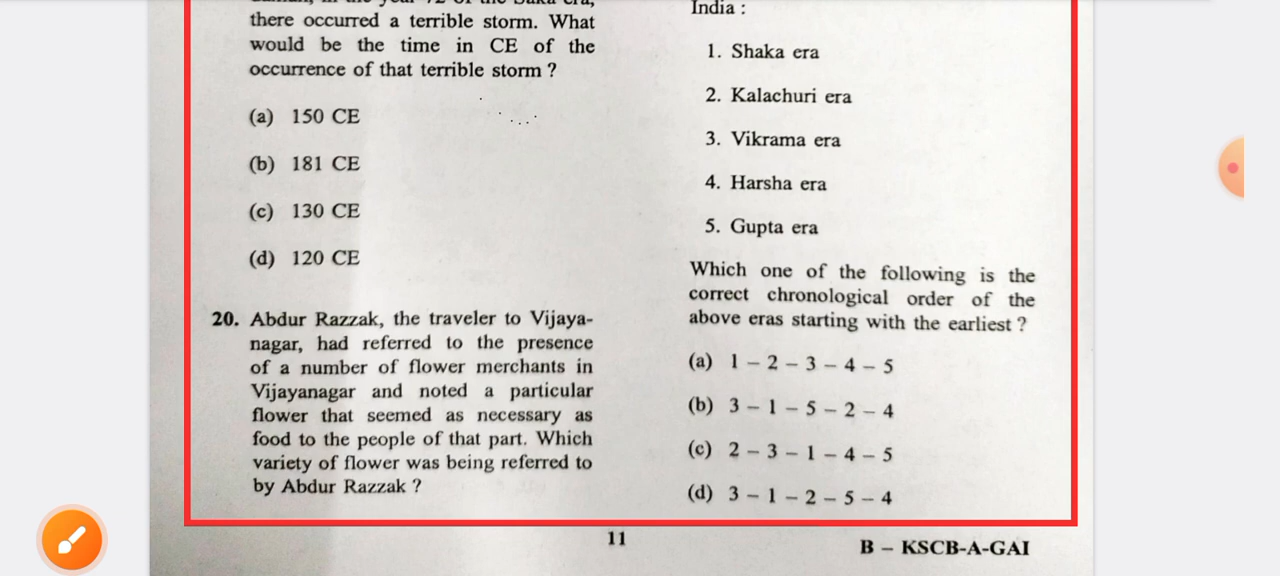 there occurred a terrible storm. What
would be the time in CE of the
occurrence of that terrible storm ?
(a) 150 CE
(b) 181 CE
(c) 130 CE
(d) 120 CE
20. Abdur Razzak, the traveler to Vijaya-
nagar, had referred to the presence
of a number of flower merchants in
Vijayanagar and noted a particular
flower that seemed as necessary as
food to the people of that part. Which
variety of flower was being referred to
by Abdur Razzak ?
India :
1. Shaka era
2. Kalachuri era
3. Vikrama era
4. Harsha era
5. Gupta era
Which one of the following is the
correct chronological order of the
above eras starting with the earliest ?
(a) 1 – 2 – 3 – 4 – 5
(b) 3 – 1 – 5 – 2 – 4
(c) 2 – 3 – 1 – 4 – 5
(d) 3 – 1 – 2 – 5 – 4
11
B – KSCB-A-GAI